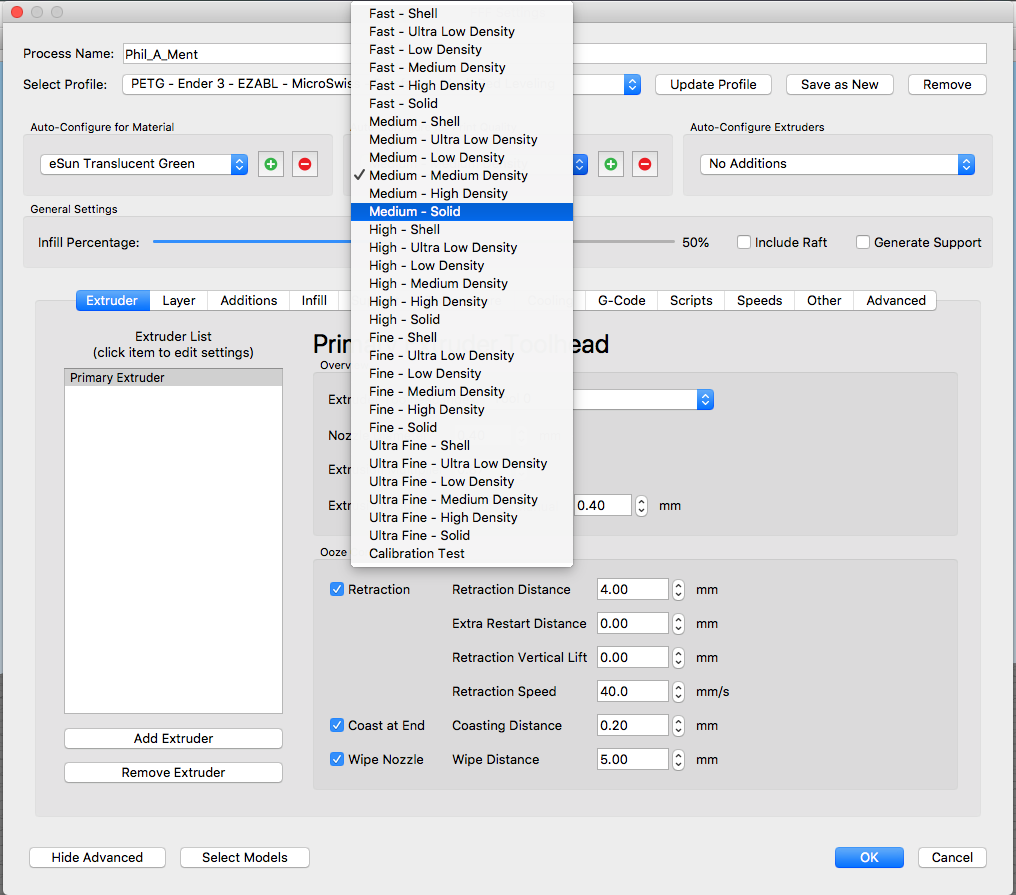 Process Name: Phil_A_Ment
Select Profile: PETG - Ender 3 - EZABL - MicroSwis
Update Profile
Save as New
Remove
Auto-Configure for Material
eSun Translucent Green
Auto-Configure Extruders
No Additions
General Settings
Infill Percentage:
50%
Include Raft
Generate Support
Fast - Shell
Fast - Ultra Low Density
Fast - Low Density
Fast - Medium Density
Fast - High Density
Fast - Solid
Medium - Shell
Medium - Ultra Low Density
Medium - Low Density
Medium - Medium Density
Medium - High Density
Medium - Solid
High - Shell
High - Ultra Low Density
High - Low Density
High - Medium Density
High - High Density
High - Solid
Fine - Shell
Fine - Ultra Low Density
Fine - Low Density
Fine - Medium Density
Fine - High Density
Fine - Solid
Ultra Fine - Shell
Ultra Fine - Ultra Low Density
Ultra Fine - Low Density
Ultra Fine - Medium Density
Ultra Fine - High Density
Ultra Fine - Solid
Calibration Test
Extruder
Layer
Additions
Infill
G-Code
Scripts
Speeds
Other
Advanced
Extruder List
(click item to edit settings)
Primary Extruder
Add Extruder
Remove Extruder
Overv
Extr
Noz
Extr
Extr
0.40 mm
Ooze
Retraction
Retraction Distance 4.00 mm
Extra Restart Distance 0.00 mm
Retraction Vertical Lift 0.00 mm
Retraction Speed 40.0 mm/s
Coast at End
Coasting Distance 0.20 mm
Wipe Nozzle
Wipe Distance 5.00 mm
Hide Advanced
Select Models
OK
Cancel